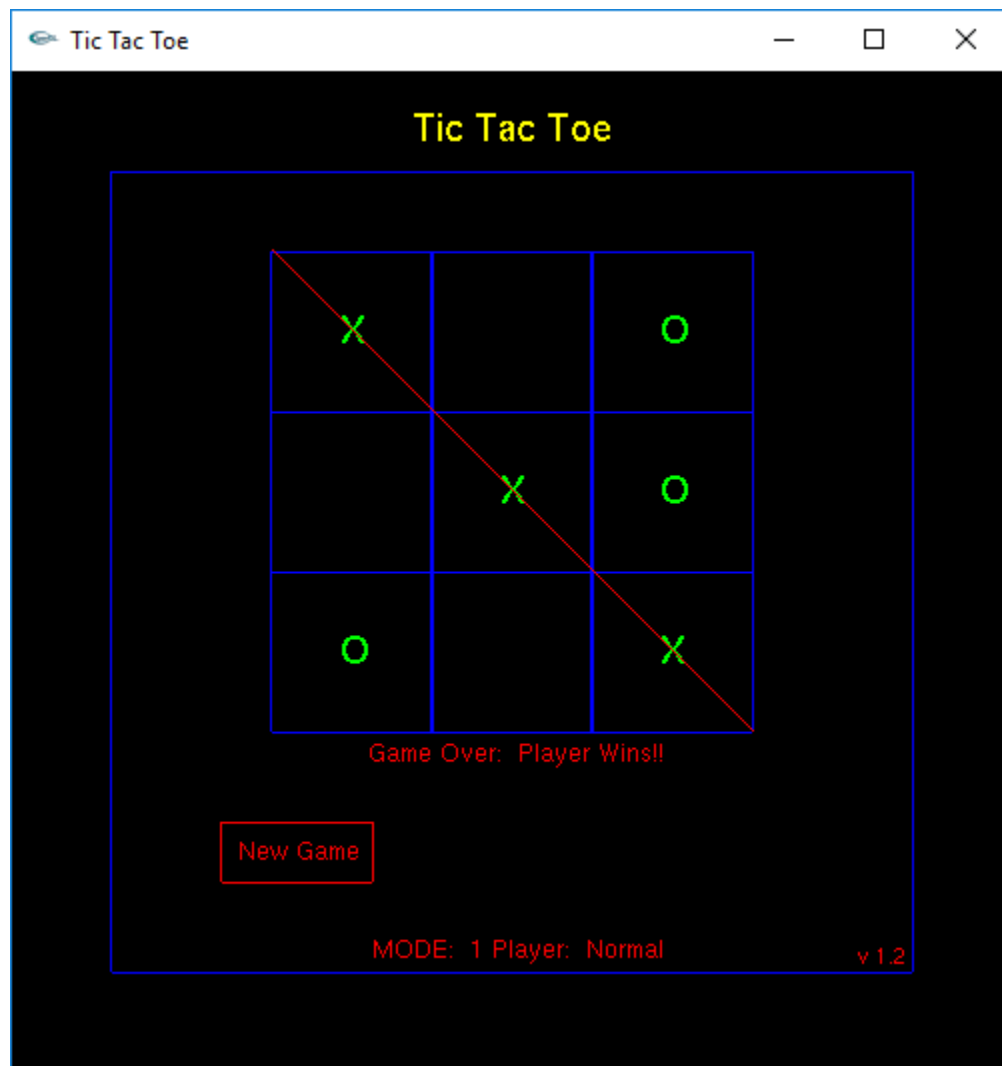 Tic Tac Toe
Tic Tac Toe
X O
X O
O X
Game Over: Player Wins!!
New Game
MODE: 1 Player: Normal
v 1.2